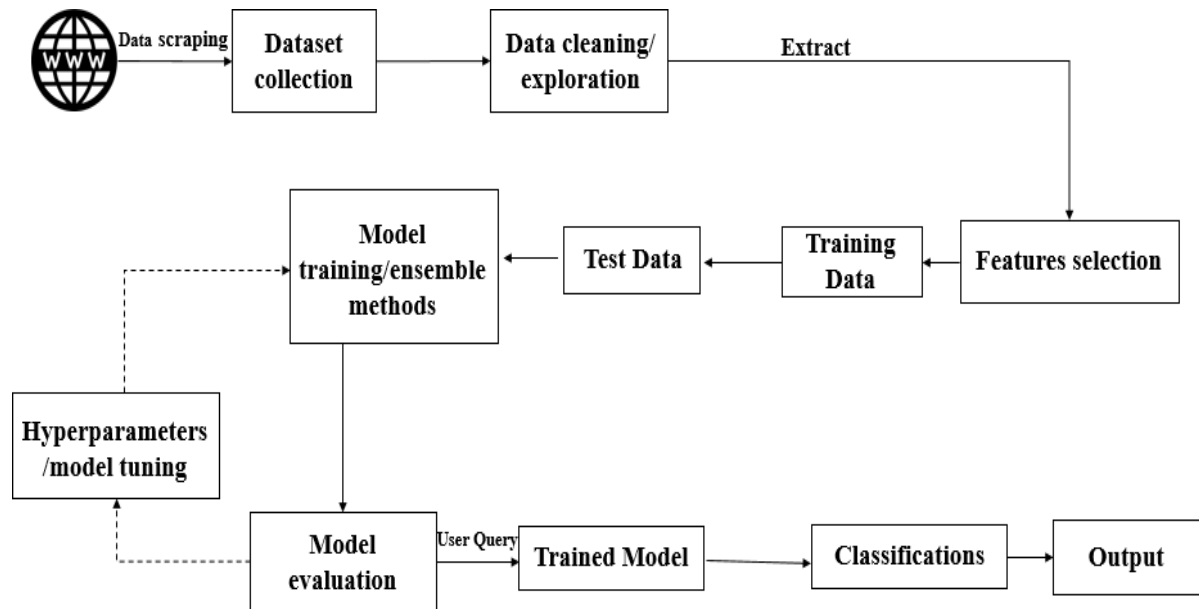 WWW
Data scraping
Dataset
collection
Data cleaning/
exploration
Extract
Model
training/ensemble
methods
Test Data
Training
Data
Features selection
Hyperparameters
/model tuning
Model
evaluation
User Query
Trained Model
Classifications
Output